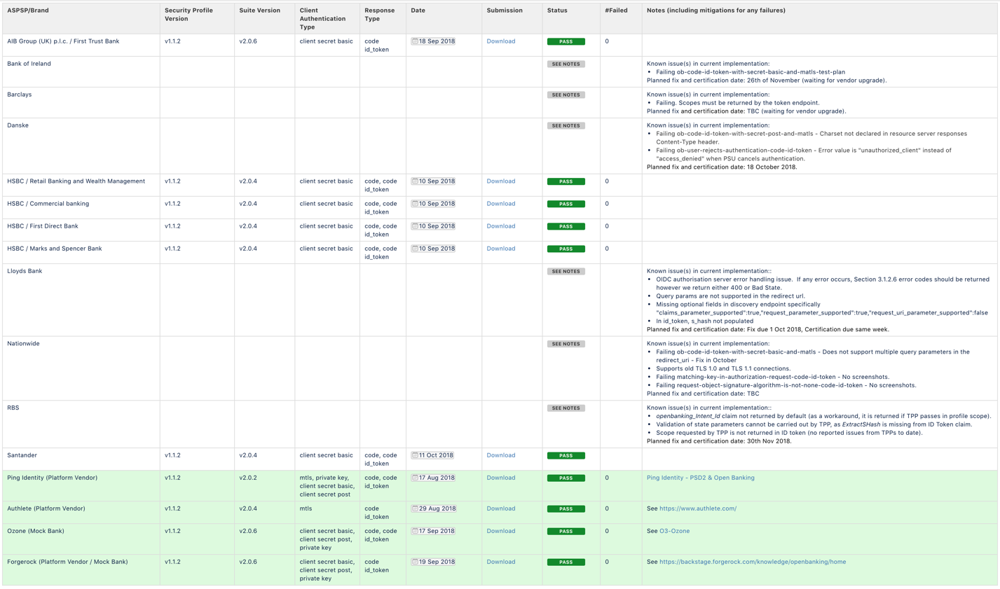 ASPSP/Brand
Security Profile
Version
Suite Version
Client
Authentication
Type
Response
Type
Date
Submission
Status
#Failed
Notes (including mitigations for any failures)
AIB Group (UK) p.l.c. / First Trust Bank
v1.1.2
v2.0.6
client secret basic
code
id_token
18 Sep 2018
Download
PASS
0
Bank of Ireland
SEE NOTES
Known issue(s) in current implementation:
• Failing ob-code-id-token-with-secret-basic-and-matls-test-plan
Planned fix and certification date: 26th of November (waiting for vendor upgrade).
Barclays
SEE NOTES
Known issue(s) in current implementation:
• Failing. Scopes must be returned by the token endpoint.
Planned fix and certification date: TBC (waiting for vendor upgrade).
Danske
SEE NOTES
Known issue(s) in current implementation:
• Failing ob-code-id-token-with-secret-post-and-matls - Charset not declared in resource server responses
Content-Type header.
• Failing ob-user-rejects-authentication-code-id-token - Error value is "unauthorized_client" instead of
"access_denied" when PSU cancels authentication.
Planned fix and certification date: 18 October 2018.
HSBC / Retail Banking and Wealth Management
v1.1.2
v2.0.4
client secret basic
code, code
id_token
10 Sep 2018
Download
PASS
0
HSBC / Commercial banking
v1.1.2
v2.0.4
client secret basic
code, code
id_token
10 Sep 2018
Download
PASS
0
HSBC / First Direct Bank
v1.1.2
v2.0.4
client secret basic
code, code
id_token
10 Sep 2018
Download
PASS
0
HSBC / Marks and Spencer Bank
v1.1.2
v2.0.4
client secret basic
code, code
id_token
10 Sep 2018
Download
PASS
0
Lloyds Bank
SEE NOTES
Known issue(s) in current implementation::
• OIDC authorisation server error handling issue. If any error occurs, Section 3.1.2.6 error codes should be returned
however we return either 400 or Bad State.
• Query params are not supported in the redirect url.
• Missing optional fields in discovery endpoint specifically
"claims_parameter_supported":true,"request_parameter_supported":true,"request_uri_parameter_supported":false
• In id_token, s_hash not populated
Planned fix and certification date: Fix due 1 Oct 2018, Certification due same week.
Nationwide
SEE NOTES
Known issue(s) in current implementation:
• Failing ob-code-id-token-with-secret-basic-and-matls - Does not support multiple query parameters in the
redirect_uri - Fix in October
• Supports old TLS 1.0 and TLS 1.1 connections.
• Failing matching-key-in-authorization-request-code-id-token - No screenshots.
• Failing request-object-signature-algorithm-is-not-none-code-id-token - No screenshots.
Planned fix and certification date: TBC
RBS
SEE NOTES
Known issue(s) in current implementation::
• openbanking_Intent_Id claim not returned by default (as a workaround, it is returned if TPP passes in profile scope).
• Validation of state parameters cannot be carried out by TPP, as ExtractSHash is missing from ID Token claim.
• Scope requested by TPP is not returned in ID token (no reported issues from TPPs to date).
Planned fix and certification date: 30th Nov 2018.
Santander
v1.1.2
v2.0.4
client secret basic
code, code
id_token
11 Oct 2018
Download
PASS
0
Ping Identity (Platform Vendor)
v1.1.2
v2.0.2
mtls, private key,
client secret basic,
client secret post
code, code
id_token
17 Aug 2018
Download
PASS
0
Ping Identity - PSD2 & Open Banking
Authlete (Platform Vendor)
v1.1.2
v2.0.4
mtls
code
id_token
29 Aug 2018
Download
PASS
0
See https://www.authlete.com/
Ozone (Mock Bank)
v1.1.2
v2.0.6
client secret basic,
client secret post,
private key
code, code
id_token
17 Sep 2018
Download
PASS
0
See O3-Ozone
Forgerock (Platform Vendor / Mock Bank)
v1.1.2
v2.0.6
client secret basic,
client secret post,
private key
code
id_token
19 Sep 2018
Download
PASS
0
See https://backstage.forgerock.com/knowledge/openbanking/home